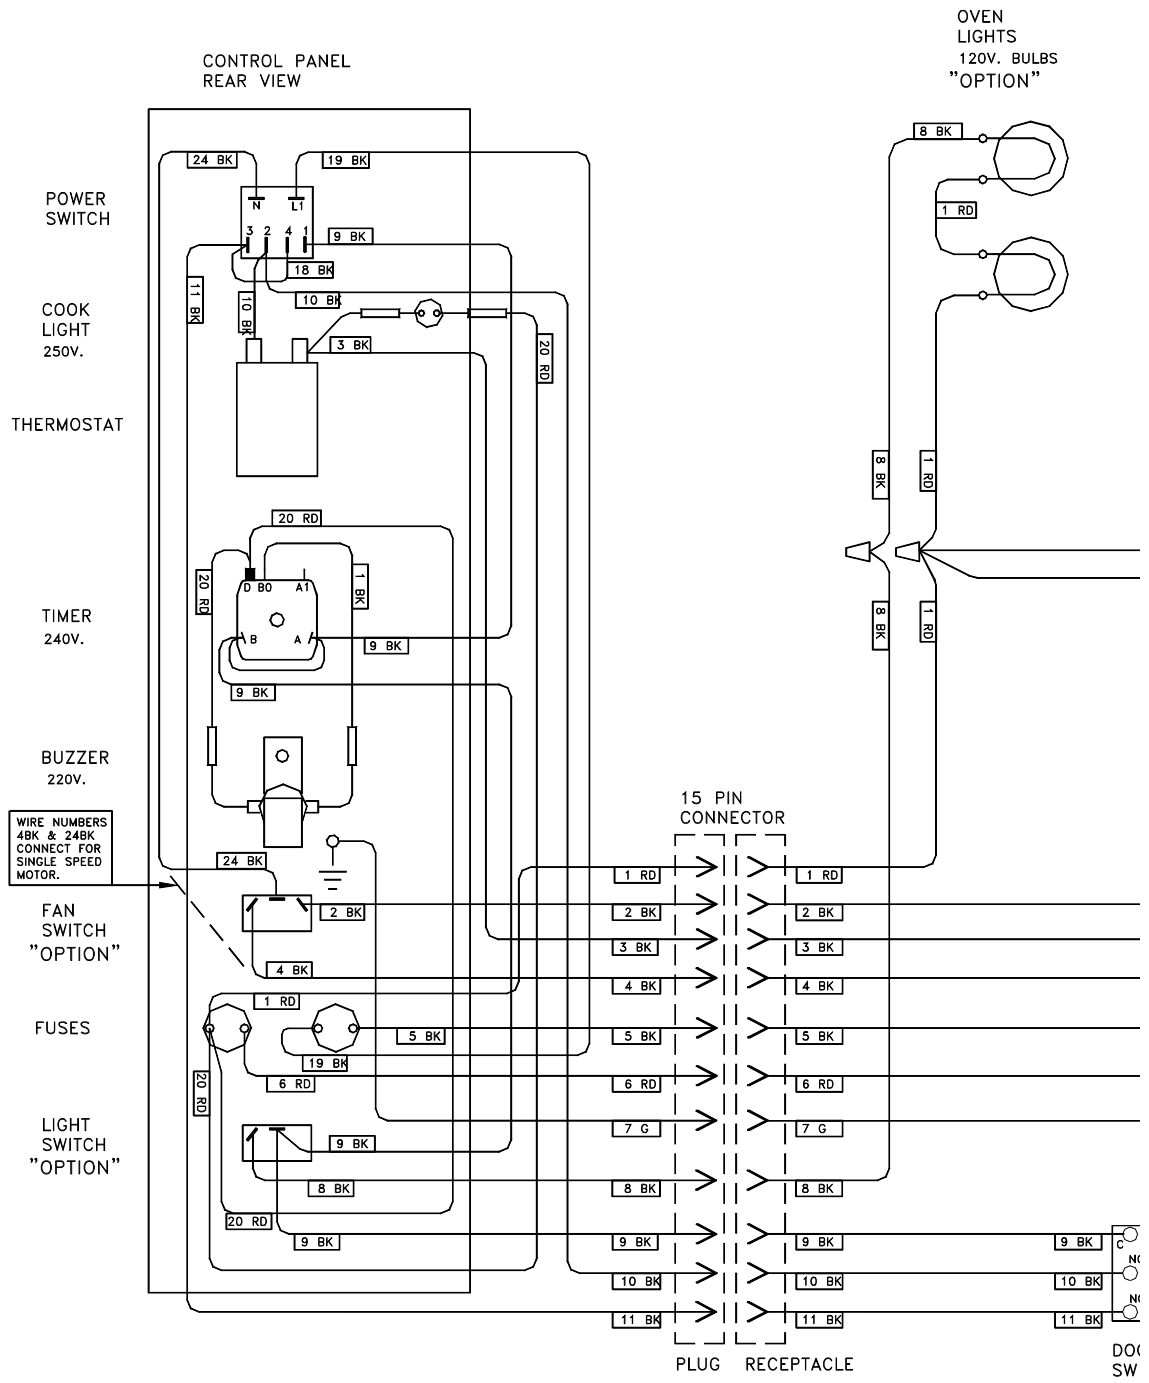 OVEN
LIGHTS
120V. BULBS
"OPTION"
CONTROL PANEL
REAR VIEW
8 BK
24 BK
19 BK
POWER
SWITCH
N
L1
1 RD
3
2
4
1
9 BK
18 BK
11 BK
10 BK
10 BK
COOK
LIGHT
250V.
3 BK
20 RD
THERMOSTAT
8 BK
1 RD
20 RD
20 RD
D
BO
A1
1 BK
TIMER
240V.
B
A
9 BK
8 BK
1 RD
9 BK
BUZZER
220V.
15 PIN
CONNECTOR
WIRE NUMBERS
4BK & 24BK
CONNECT FOR
SINGLE SPEED
MOTOR.
24 BK
1 RD
1 RD
FAN
SWITCH
"OPTION"
2 BK
2 BK
2 BK
3 BK
3 BK
4 BK
4 BK
4 BK
1 RD
FUSES
5 BK
5 BK
5 BK
19 BK
20 RD
6 RD
6 RD
6 RD
LIGHT
SWITCH
"OPTION"
7 G
7 G
9 BK
8 BK
8 BK
8 BK
20 RD
9 BK
9 BK
9 BK
9 BK
C
10 BK
10 BK
10 BK
11 BK
11 BK
11 BK
PLUG
RECEPTACLE
SW